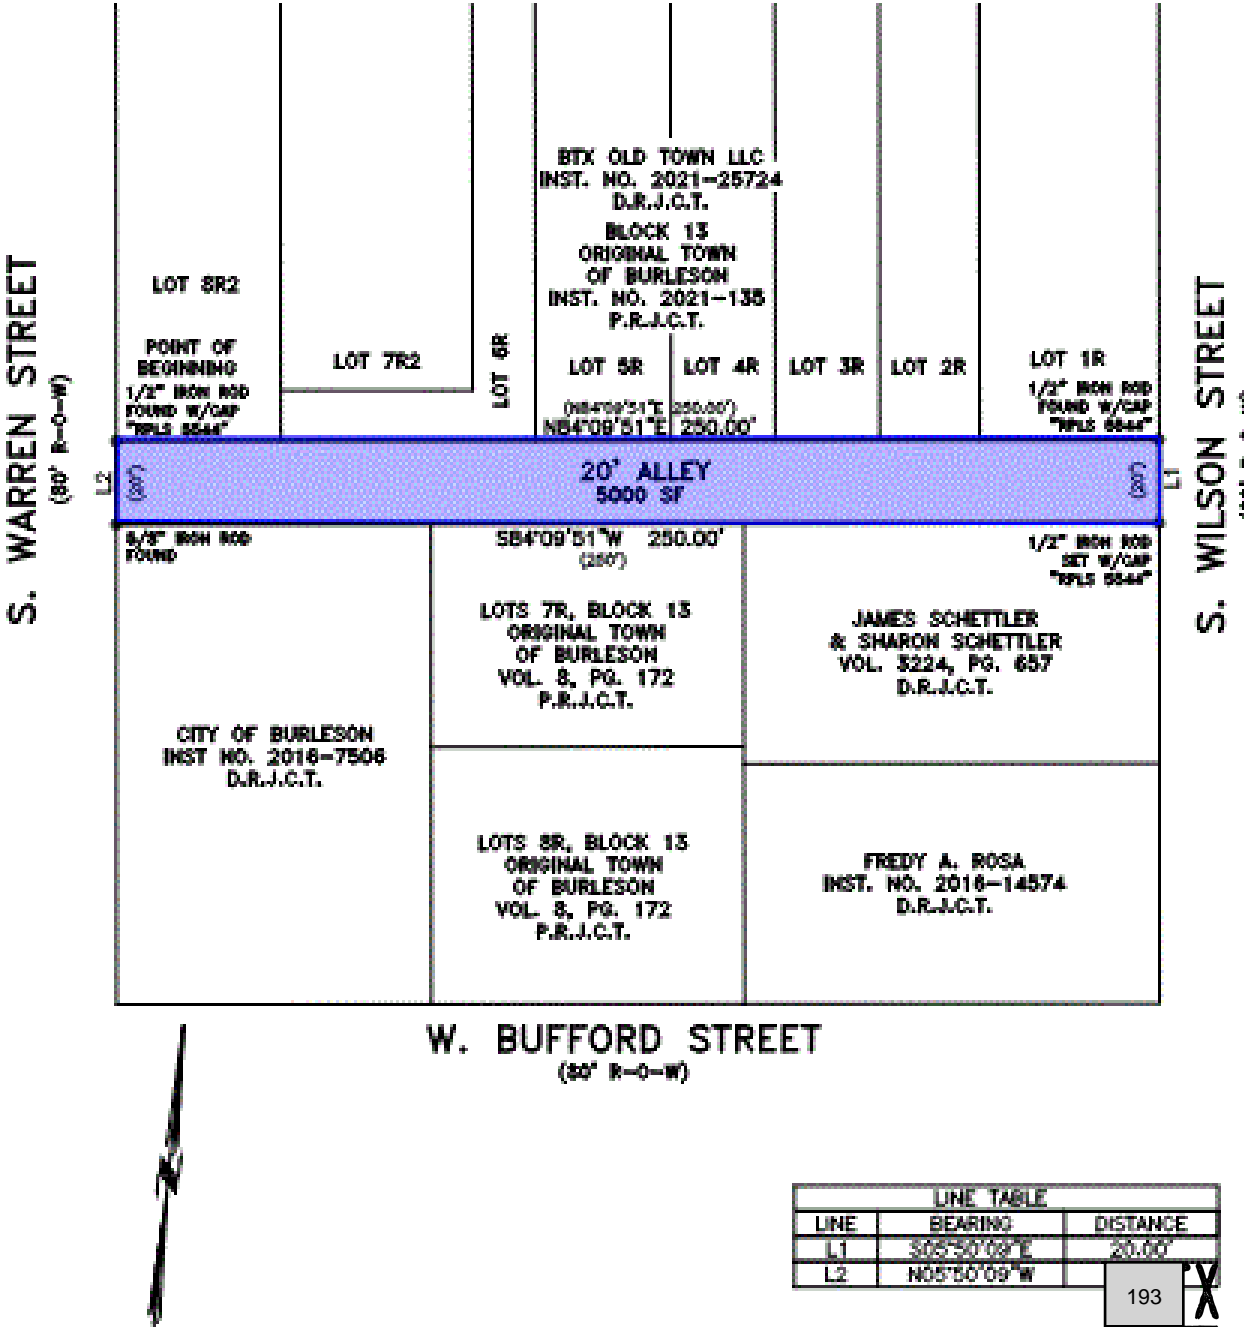 BTX OLD TOWN LLC
INST. NO. 2021-25724
D.R.J.C.T.
BLOCK 13
ORIGINAL TOWN
OF BURLESON
INST. NO. 2021-135
P.R.J.C.T.
LOT 8R2
POINT OF
BEGINNING
1/2" IRON ROD
FOUND W/CAP
"RPLS 5544"
LOT 7R2
LOT 6R
LOT 5R
LOT 4R
LOT 3R
LOT 2R
LOT 1R
1/2" IRON ROD
FOUND W/CAP
"RPLS 5544"
(N84°09'51"E 250.00')
N84°09'51"E 250.00'
S. WARREN STREET
(80' R-O-W)
L2
(20')
20' ALLEY
5000 SF
(20')
L1
S. WILSON STREET
5/8" IRON ROD
FOUND
S84°09'51"W 250.00'
(250')
1/2" IRON ROD
SET W/CAP
"RPLS 5544"
LOTS 7R, BLOCK 13
ORIGINAL TOWN
OF BURLESON
VOL. 8, PG. 172
P.R.J.C.T.
JAMES SCHETTLER
& SHARON SCHETTLER
VOL. 3224, PG. 657
D.R.J.C.T.
CITY OF BURLESON
INST NO. 2016-7506
D.R.J.C.T.
LOTS 8R, BLOCK 13
ORIGINAL TOWN
OF BURLESON
VOL. 8, PG. 172
P.R.J.C.T.
FREDY A. ROSA
INST. NO. 2016-14574
D.R.J.C.T.
W. BUFFORD STREET
(80' R-O-W)
LINE TABLE
LINE BEARING DISTANCE
L1 S05°50'09"E 20.00'
L2 N05°50'09"W
193